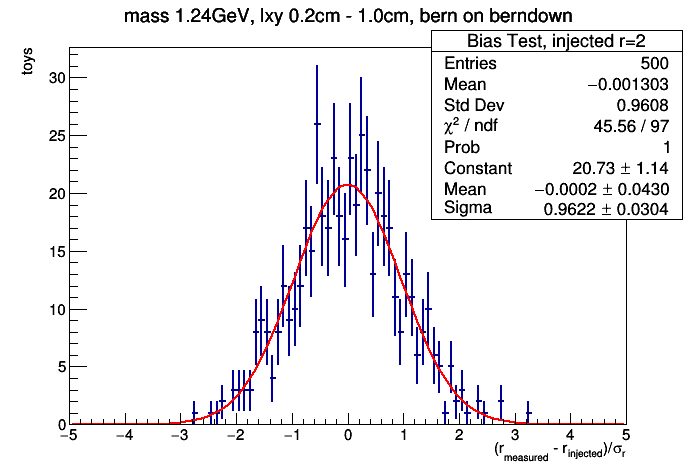 mass 1.24GeV, lxy 0.2cm - 1.0cm, bern on berndown
Bias Test, injected r=2
Entries 500
Mean −0.001303
Std Dev 0.9608
χ² / ndf 45.56 / 97
Prob 1
Constant 20.73 ± 1.14
Mean −0.0002 ± 0.0430
Sigma 0.9622 ± 0.0304
toys
30
25
20
15
10
5
0
−5 −4 −3 −2 −1 0 1 2 3 4 5
(r_measured - r_injected)/σ_r